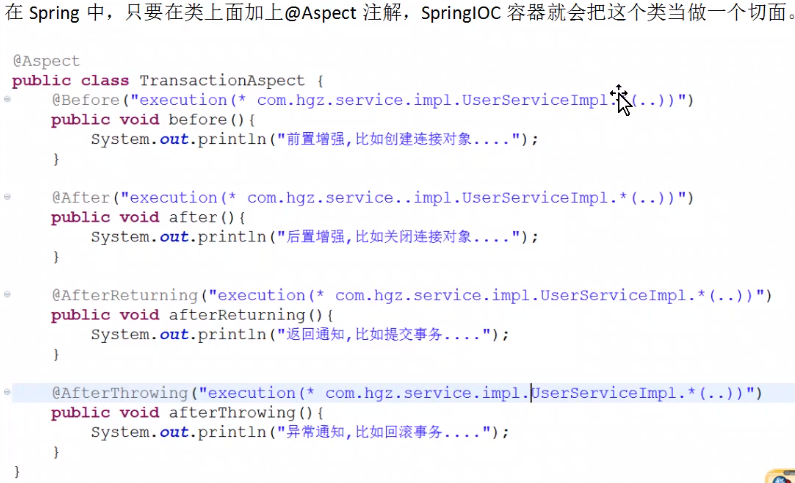 在 Spring 中，只要在类上面加上@Aspect 注解，SpringIOC 容器就会把这个类当做一个切面。
@Aspect
public class TransactionAspect {
@Before("execution(* com.hgz.service.impl.UserServiceImpl.*(..))")
public void before(){
System.out.println("前置增强,比如创建连接对象....");
}
@After("execution(* com.hgz.service..impl.UserServiceImpl.*(..))")
public void after(){
System.out.println("后置增强,比如关闭连接对象....");
}
@AfterReturning("execution(* com.hgz.service.impl.UserServiceImpl.*(..))")
public void afterReturning(){
System.out.println("返回通知,比如提交事务....");
}
@AfterThrowing("execution(* com.hgz.service.impl.UserServiceImpl.*(..))")
public void afterThrowing(){
System.out.println("异常通知,比如回滚事务....");
}
}